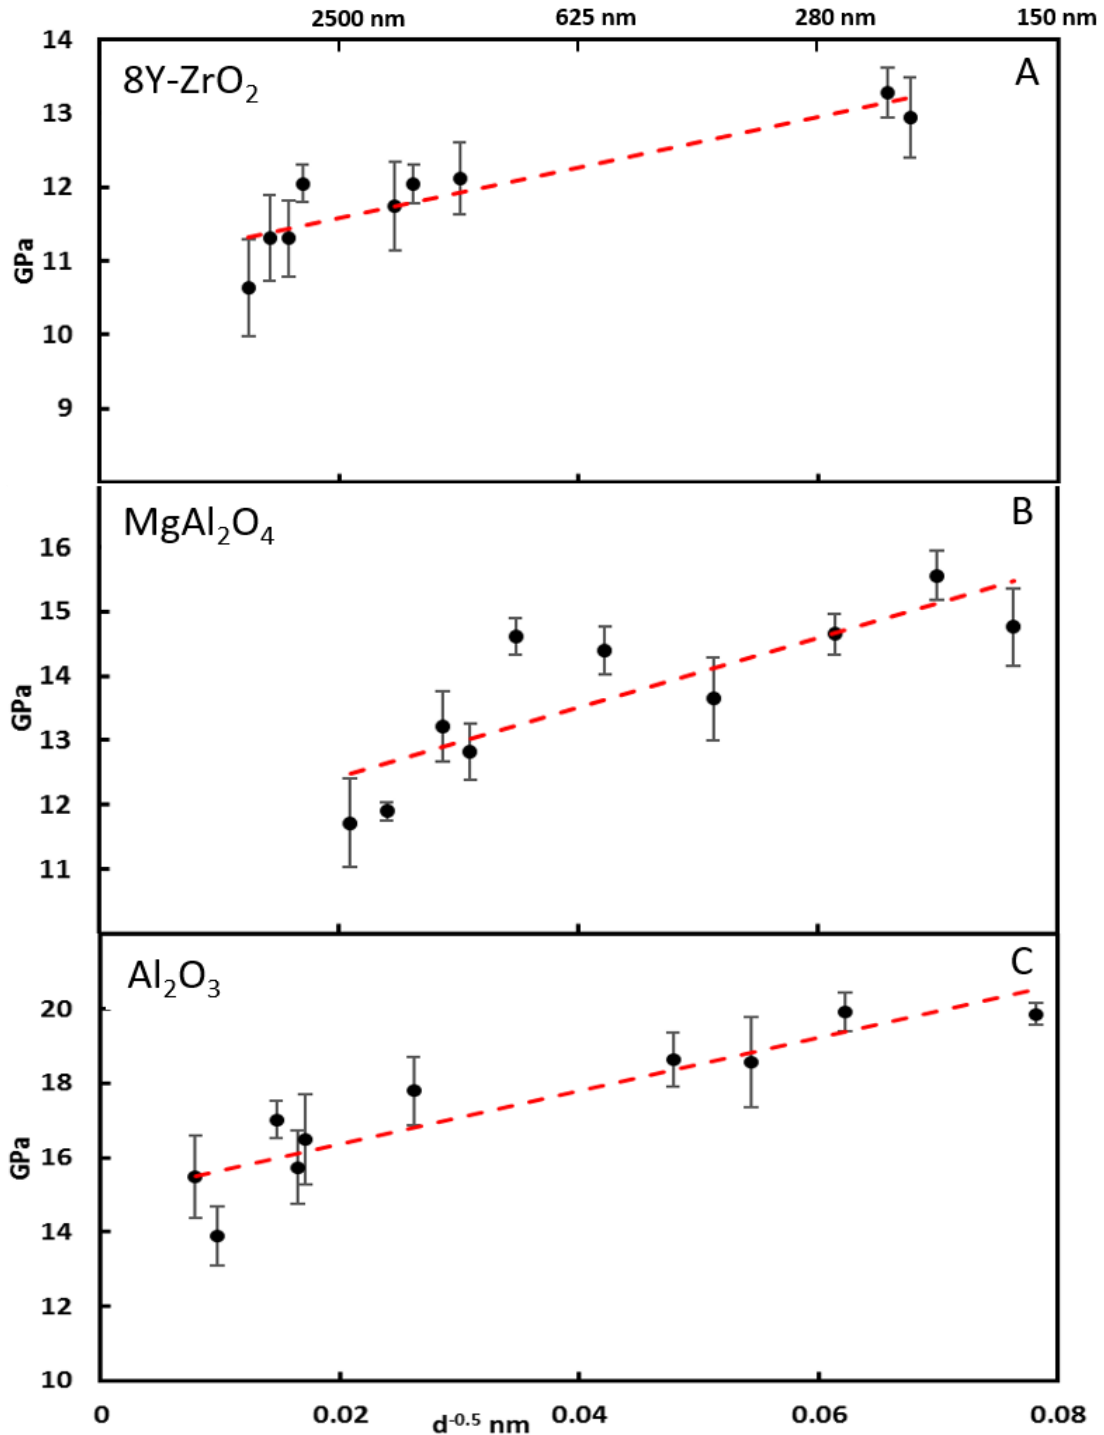 2500 nm 625 nm 280 nm 150 nm
14
8Y-ZrO₂ A
13
12
11
GPa
10
9
MgAl₂O₄ B
16
15
14
GPa
13
12
11
Al₂O₃ C
20
18
16
GPa
14
12
10
0 0.02 d⁻⁰·⁵ nm 0.04 0.06 0.08